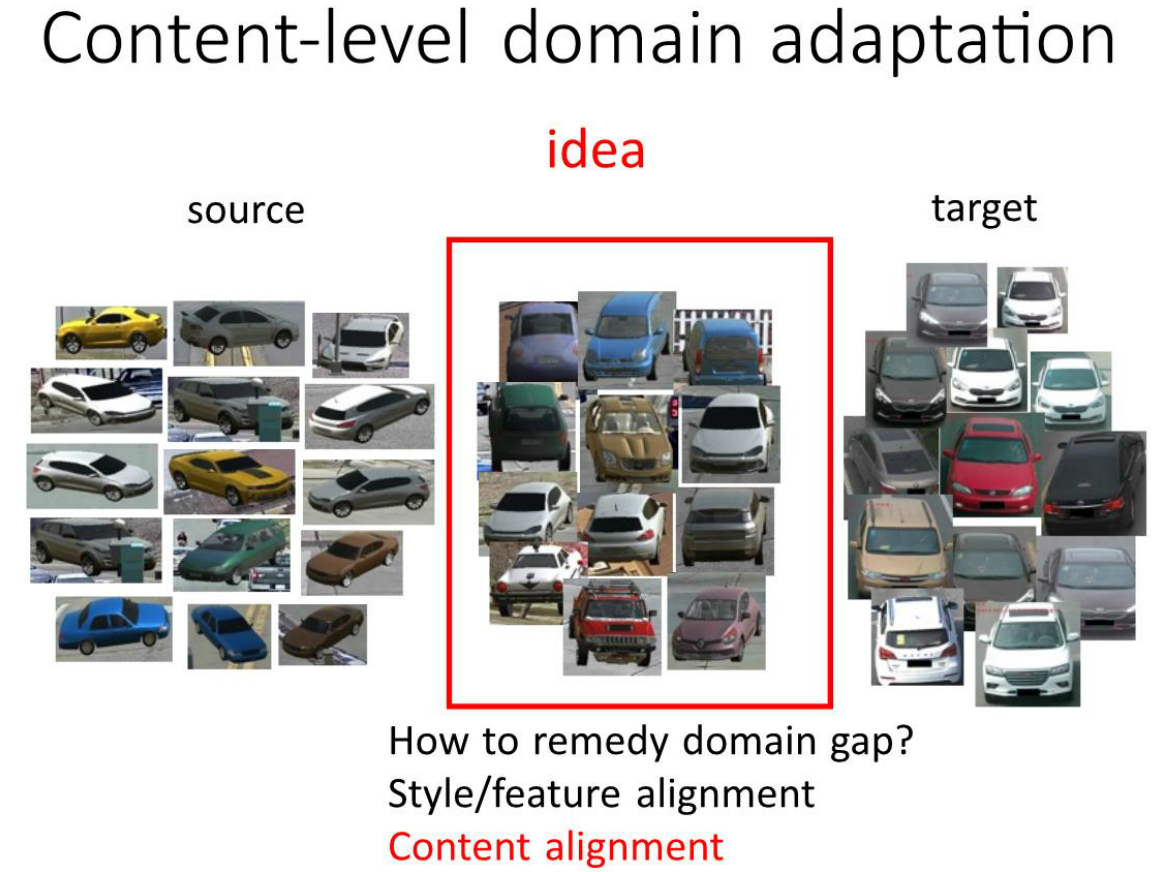 Content-level domain adaptation
idea
source
target
How to remedy domain gap?
Style/feature alignment
Content alignment